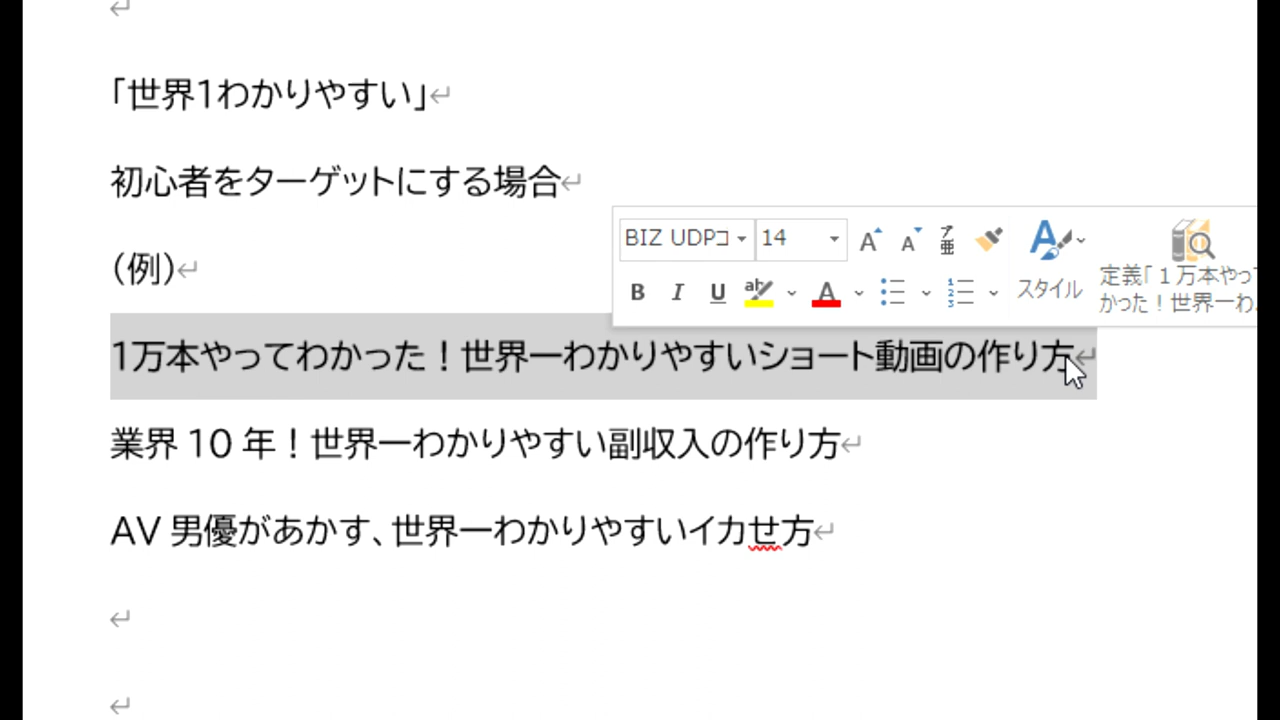 「世界1わかりやすい」
初心者をターゲットにする場合
(例)
BIZ UDPゴ 14
B I U
スタイル
定義「１万本やっ
かった！世界一わ
1万本やってわかった！世界一わかりやすいショート動画の作り方
業界 10 年！世界一わかりやすい副収入の作り方
AV 男優があかす、世界一わかりやすいイカせ方